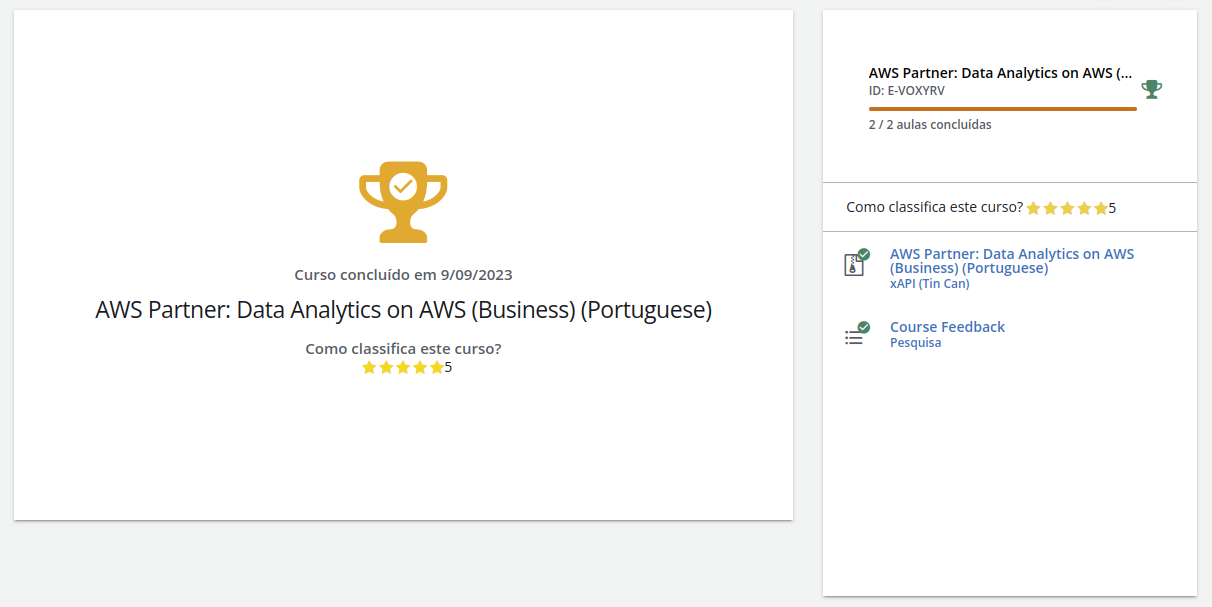 Curso concluído em 9/09/2023
AWS Partner: Data Analytics on AWS (Business) (Portuguese)
Como classifica este curso?
5
AWS Partner: Data Analytics on AWS (...
ID: E-VOXYRV
2 / 2 aulas concluídas
Como classifica este curso? 5
AWS Partner: Data Analytics on AWS
(Business) (Portuguese)
xAPI (Tin Can)
Course Feedback
Pesquisa